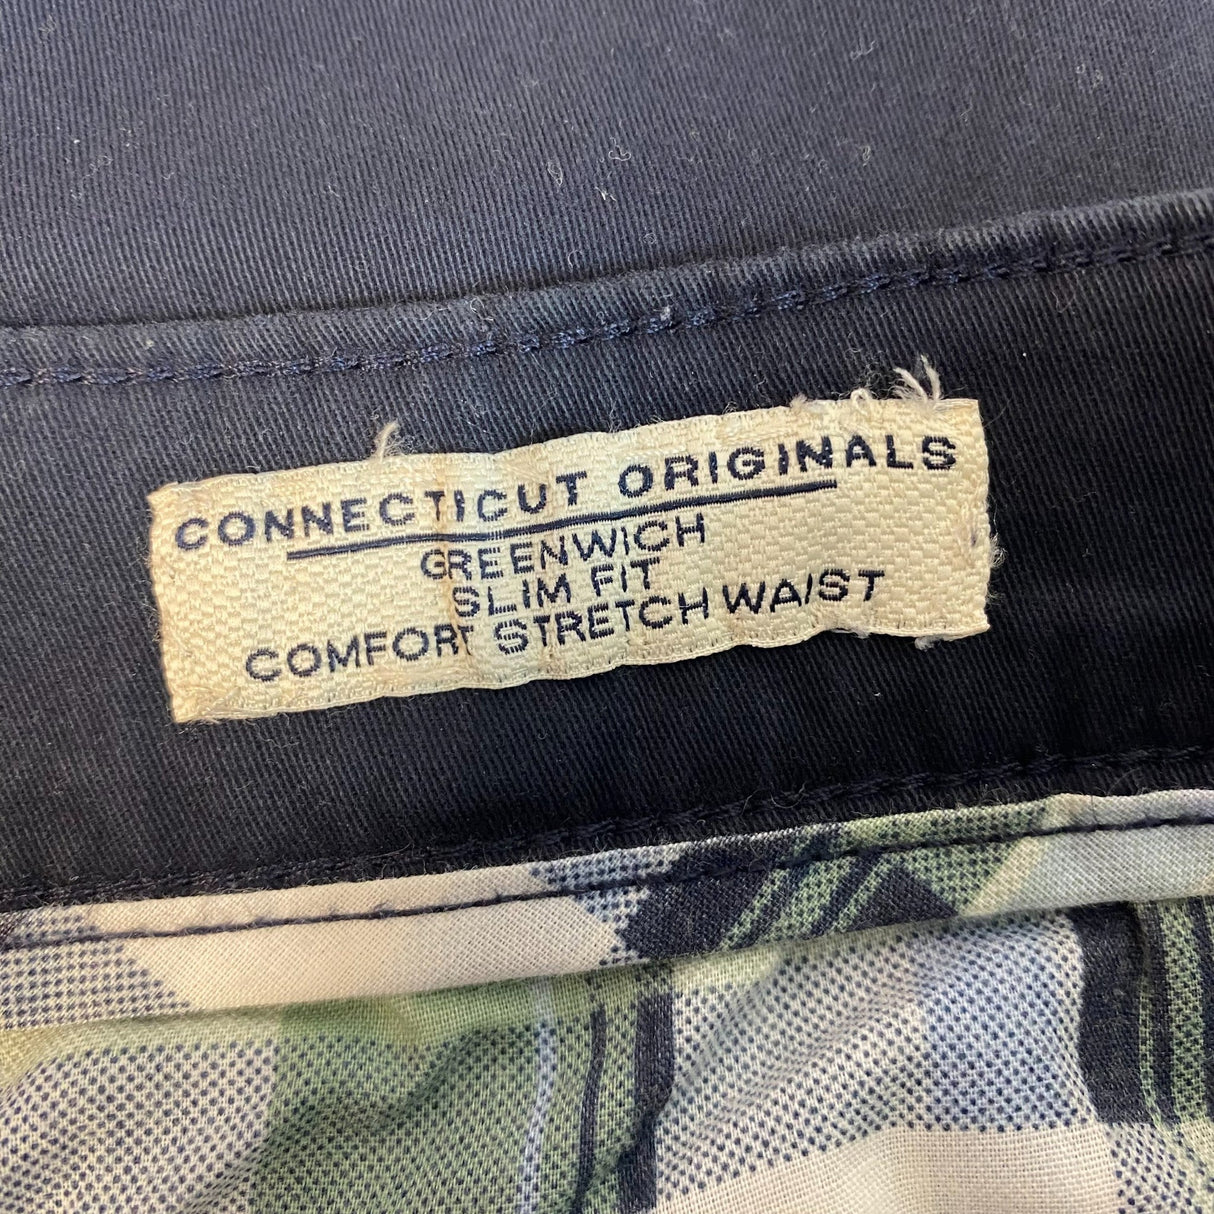 CONNECTICUT ORIGINALS
GREENWICH
SLIM FIT
COMFORT STRETCH WAIST